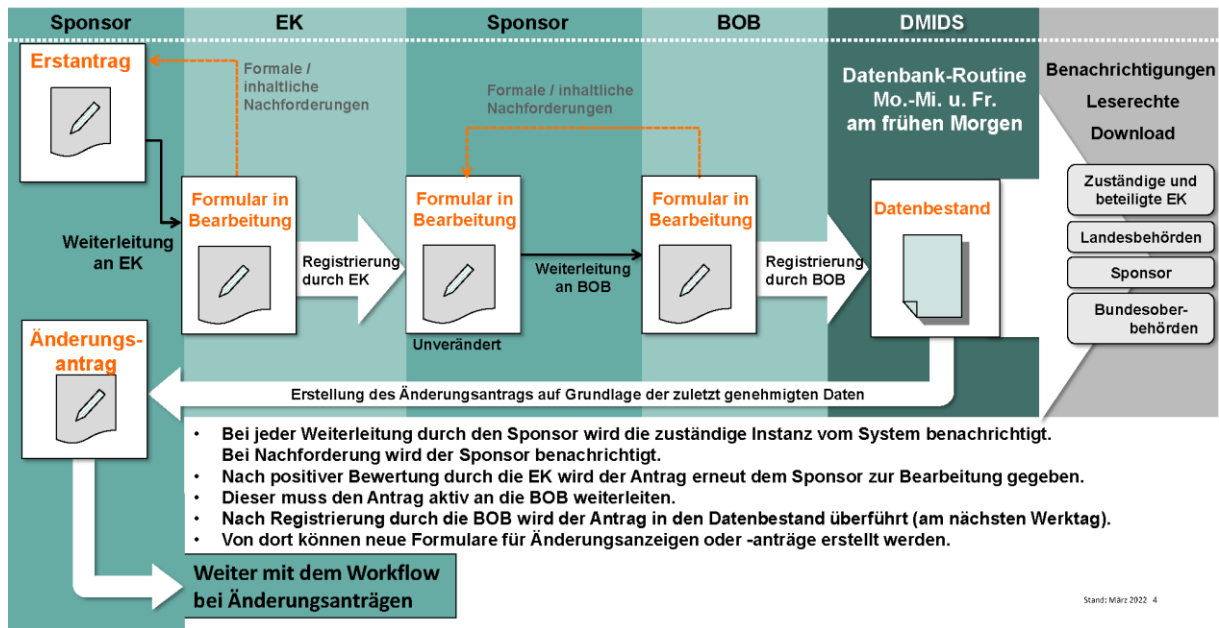 Sponsor
EK
Sponsor
BOB
DMIDS
Erstantrag
Formale /
inhaltliche
Nachforderungen
Formale / inhaltliche
Nachforderungen
Datenbank-Routine
Mo.-Mi. u. Fr.
am frühen Morgen
Benachrichtigungen
Leserechte
Download
Weiterleitung
an EK
Formular in
Bearbeitung
Registrierung
durch EK
Formular in
Bearbeitung
Unverändert
Weiterleitung
an BOB
Formular in
Bearbeitung
Registrierung
durch BOB
Datenbestand
Zuständige und
beteiligte EK
Landesbehörden
Sponsor
Bundesober-
behörden
Änderungs-
antrag
Erstellung des Änderungsantrags auf Grundlage der zuletzt genehmigten Daten
• Bei jeder Weiterleitung durch den Sponsor wird die zuständige Instanz vom System benachrichtigt.
Bei Nachforderung wird der Sponsor benachrichtigt.
• Nach positiver Bewertung durch die EK wird der Antrag erneut dem Sponsor zur Bearbeitung gegeben.
• Dieser muss den Antrag aktiv an die BOB weiterleiten.
• Nach Registrierung durch die BOB wird der Antrag in den Datenbestand überführt (am nächsten Werktag).
• Von dort können neue Formulare für Änderungsanzeigen oder -anträge erstellt werden.
Weiter mit dem Workflow
bei Änderungsanträgen
Stand: März 2022 4